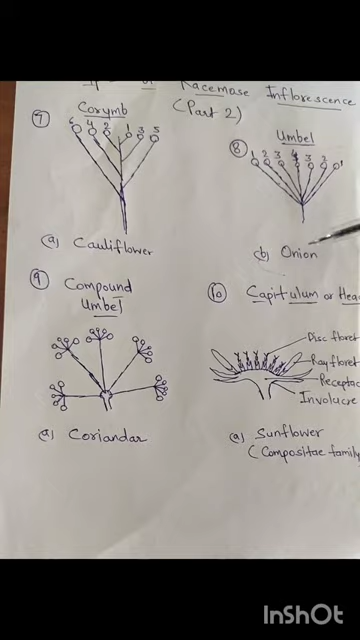 Racemose Inflorescence
(Part 2)
7 Corymb
6 4 2 1 3 5
(a) Cauliflower
8 Umbel
1 2 3 4 3 2 1
(b) Onion
9 Compound
Umbel
(a) Coriandar
10 Capitulum or Hea
Disc floret
Ray floret
Receptac
Involucre
(a) Sunflower
(Compositae family
InShOt